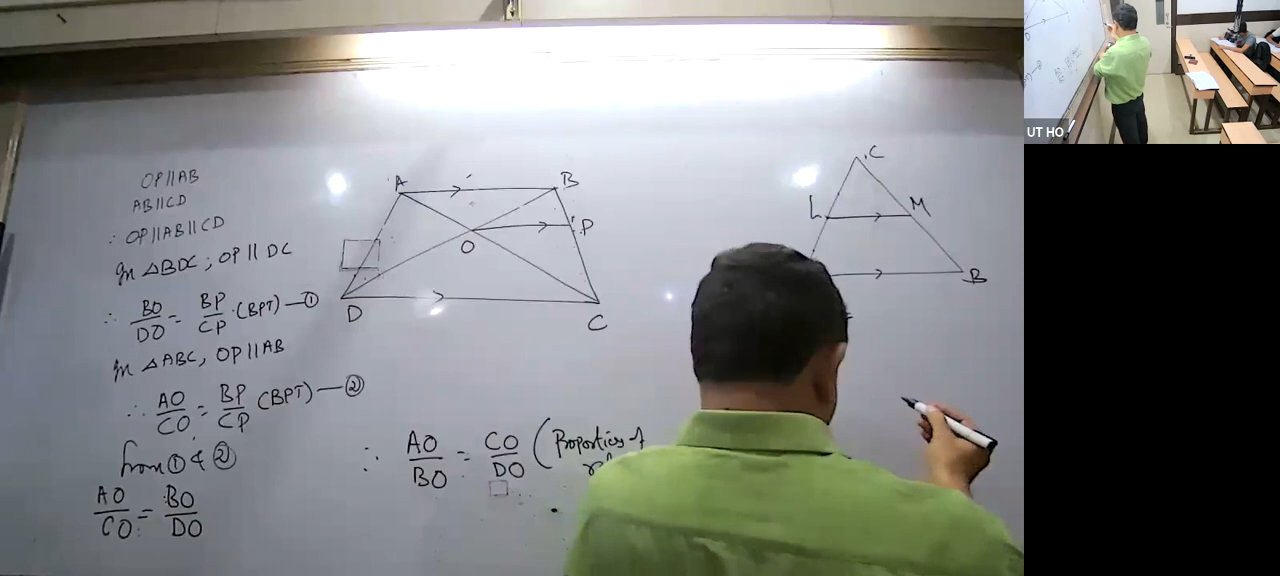 OP||AB
AB||CD
∴ OP||AB||CD
In △BDC; OP||DC
∴ BO/DO = BP/CP (BPT) — ①
In △ABC, OP||AB
∴ AO/CO = BP/CP (BPT) — ②
from ① & ②
AO/CO = BO/DO
A
B
P
O
D
C
∴ AO/BO = CO/DO (Properties of
C
L
M
B
UT HO